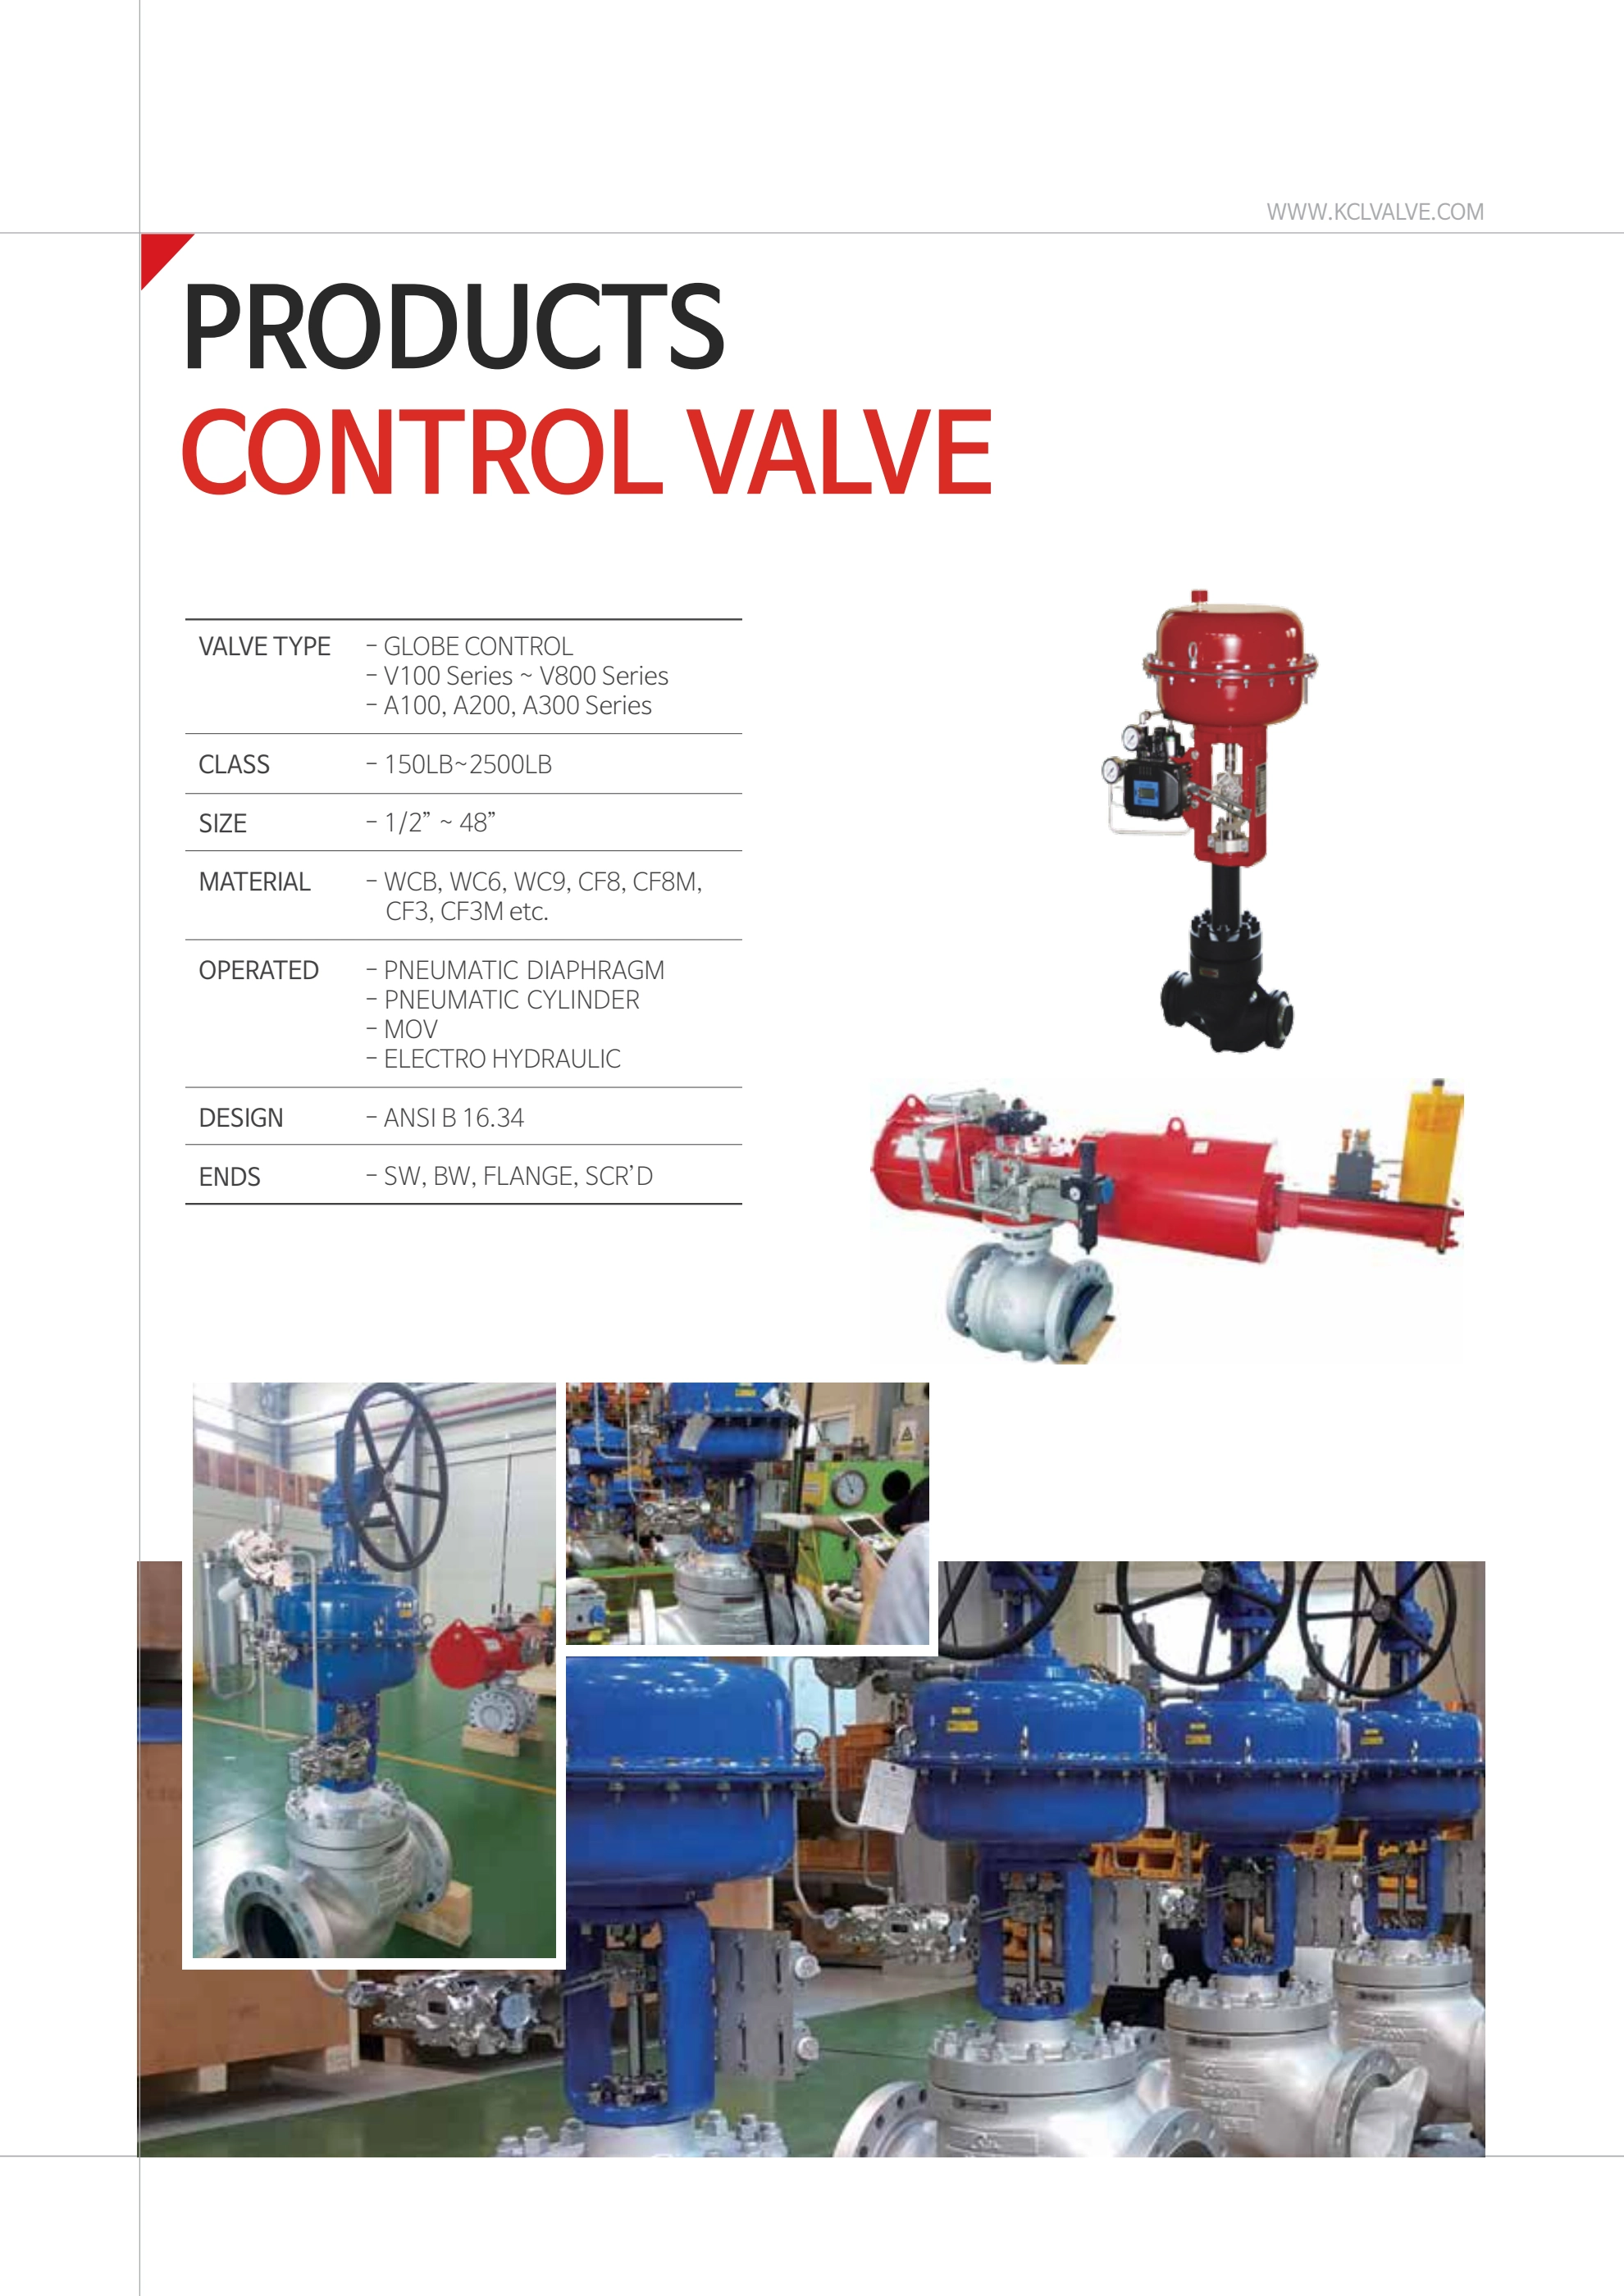 WWW.KCLVALVE.COM
PRODUCTS
CONTROL VALVE
VALVE TYPE – GLOBE CONTROL
– V100 Series ~ V800 Series
– A100, A200, A300 Series
CLASS – 150LB~2500LB
SIZE – 1/2” ~ 48”
MATERIAL – WCB, WC6, WC9, CF8, CF8M,
CF3, CF3M etc.
OPERATED – PNEUMATIC DIAPHRAGM
– PNEUMATIC CYLINDER
– MOV
– ELECTRO HYDRAULIC
DESIGN – ANSI B 16.34
ENDS – SW, BW, FLANGE, SCR’D